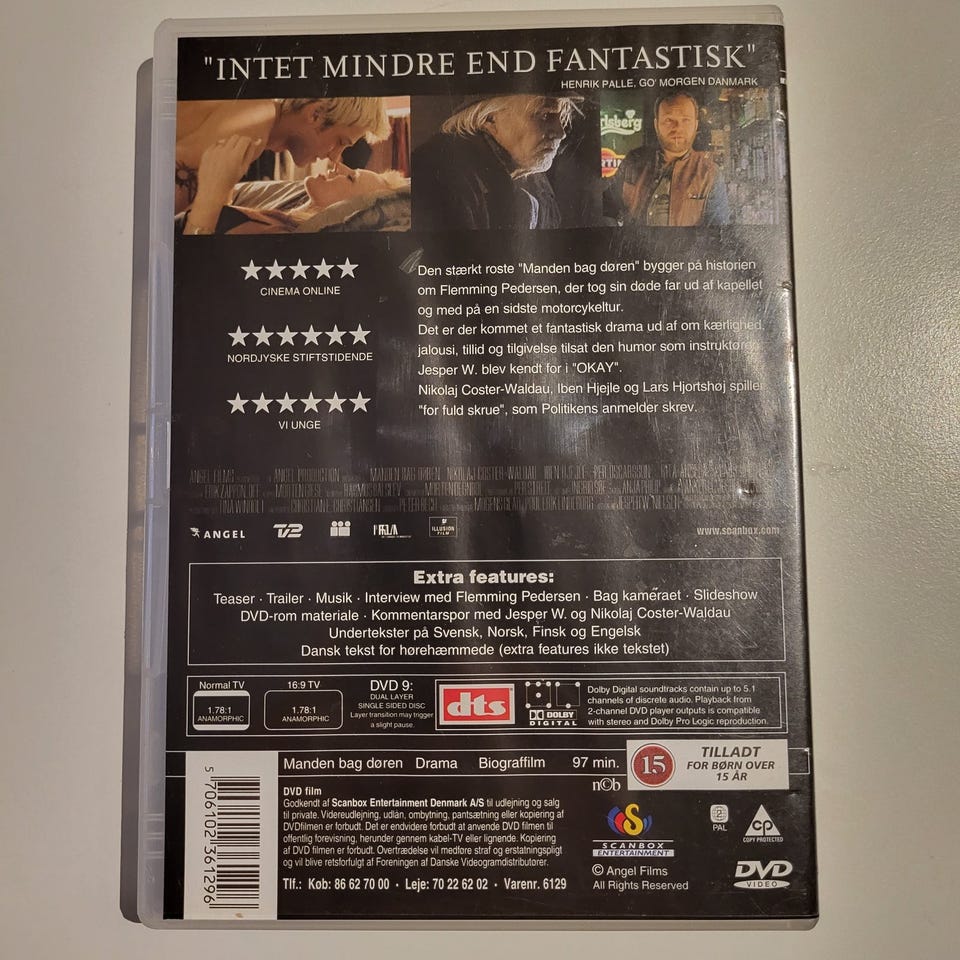 "INTET MINDRE END FANTASTISK"
HENRIK PALLE, GO' MORGEN DANMARK
rlsberg
Den stærkt roste "Manden bag døren" bygger på historien
om Flemming Pedersen, der tog sin døde far ud af kapellet
og med på en sidste motorcykeltur.
Det er der kommet et fantastisk drama ud af om kærlighed,
jalousi, tillid og tilgivelse tilsat den humor som instruktøren
Jesper W. blev kendt for i "OKAY".
Nikolaj Coster-Waldau, Iben Hjejle og Lars Hjortshøj spiller
"for fuld skrue", som Politikens anmelder skrev.
CINEMA ONLINE
NORDJYSKE STIFTSTIDENDE
VI UNGE
ANGEL
TV2
ILLUSION
FILM
www.scanbox.com
Extra features:
Teaser · Trailer · Musik · Interview med Flemming Pedersen · Bag kameraet · Slideshow
DVD-rom materiale · Kommentarspor med Jesper W. og Nikolaj Coster-Waldau
Undertekster på Svensk, Norsk, Finsk og Engelsk
Dansk tekst for hørehæmmede (extra features ikke tekstet)
Normal TV
1.78:1
ANAMORPHIC
16:9 TV
1.78:1
ANAMORPHIC
DVD 9:
DUAL LAYER
SINGLE SIDED DISC
Layer transition may trigger
a slight pause.
dts
DOLBY
DIGITAL
Dolby Digital soundtracks contain up to 5.1
channels of discrete audio. Playback from
2-channel DVD player outputs is compatible
with stereo and Dolby Pro Logic reproduction.
Manden bag døren Drama Biograffilm 97 min.
15
TILLADT
FOR BØRN OVER
15 ÅR
n©b
DVD film
Godkendt af Scanbox Entertainment Denmark A/S til udlejning og salg
til private. Videreudlejning, udlån, ombytning, pantsætning eller kopiering af
DVDfilmen er forbudt. Det er endvidere forbudt at anvende DVD filmen til
offentlig forevisning, herunder gennem kabel-TV eller lignende. Kopiering
af DVD filmen er forbudt. Overtrædelse vil medføre straf og erstatningspligt
og vil blive retsforfulgt af Foreningen af Danske Videogramdistributører.
Tlf.: Køb: 86 62 70 00 · Leje: 70 22 62 02 · Varenr. 6129
5 706102 361296
SCANBOX
ENTERTAINMENT
© Angel Films
All Rights Reserved
2
PAL
CP
COPY PROTECTED
DVD
VIDEO